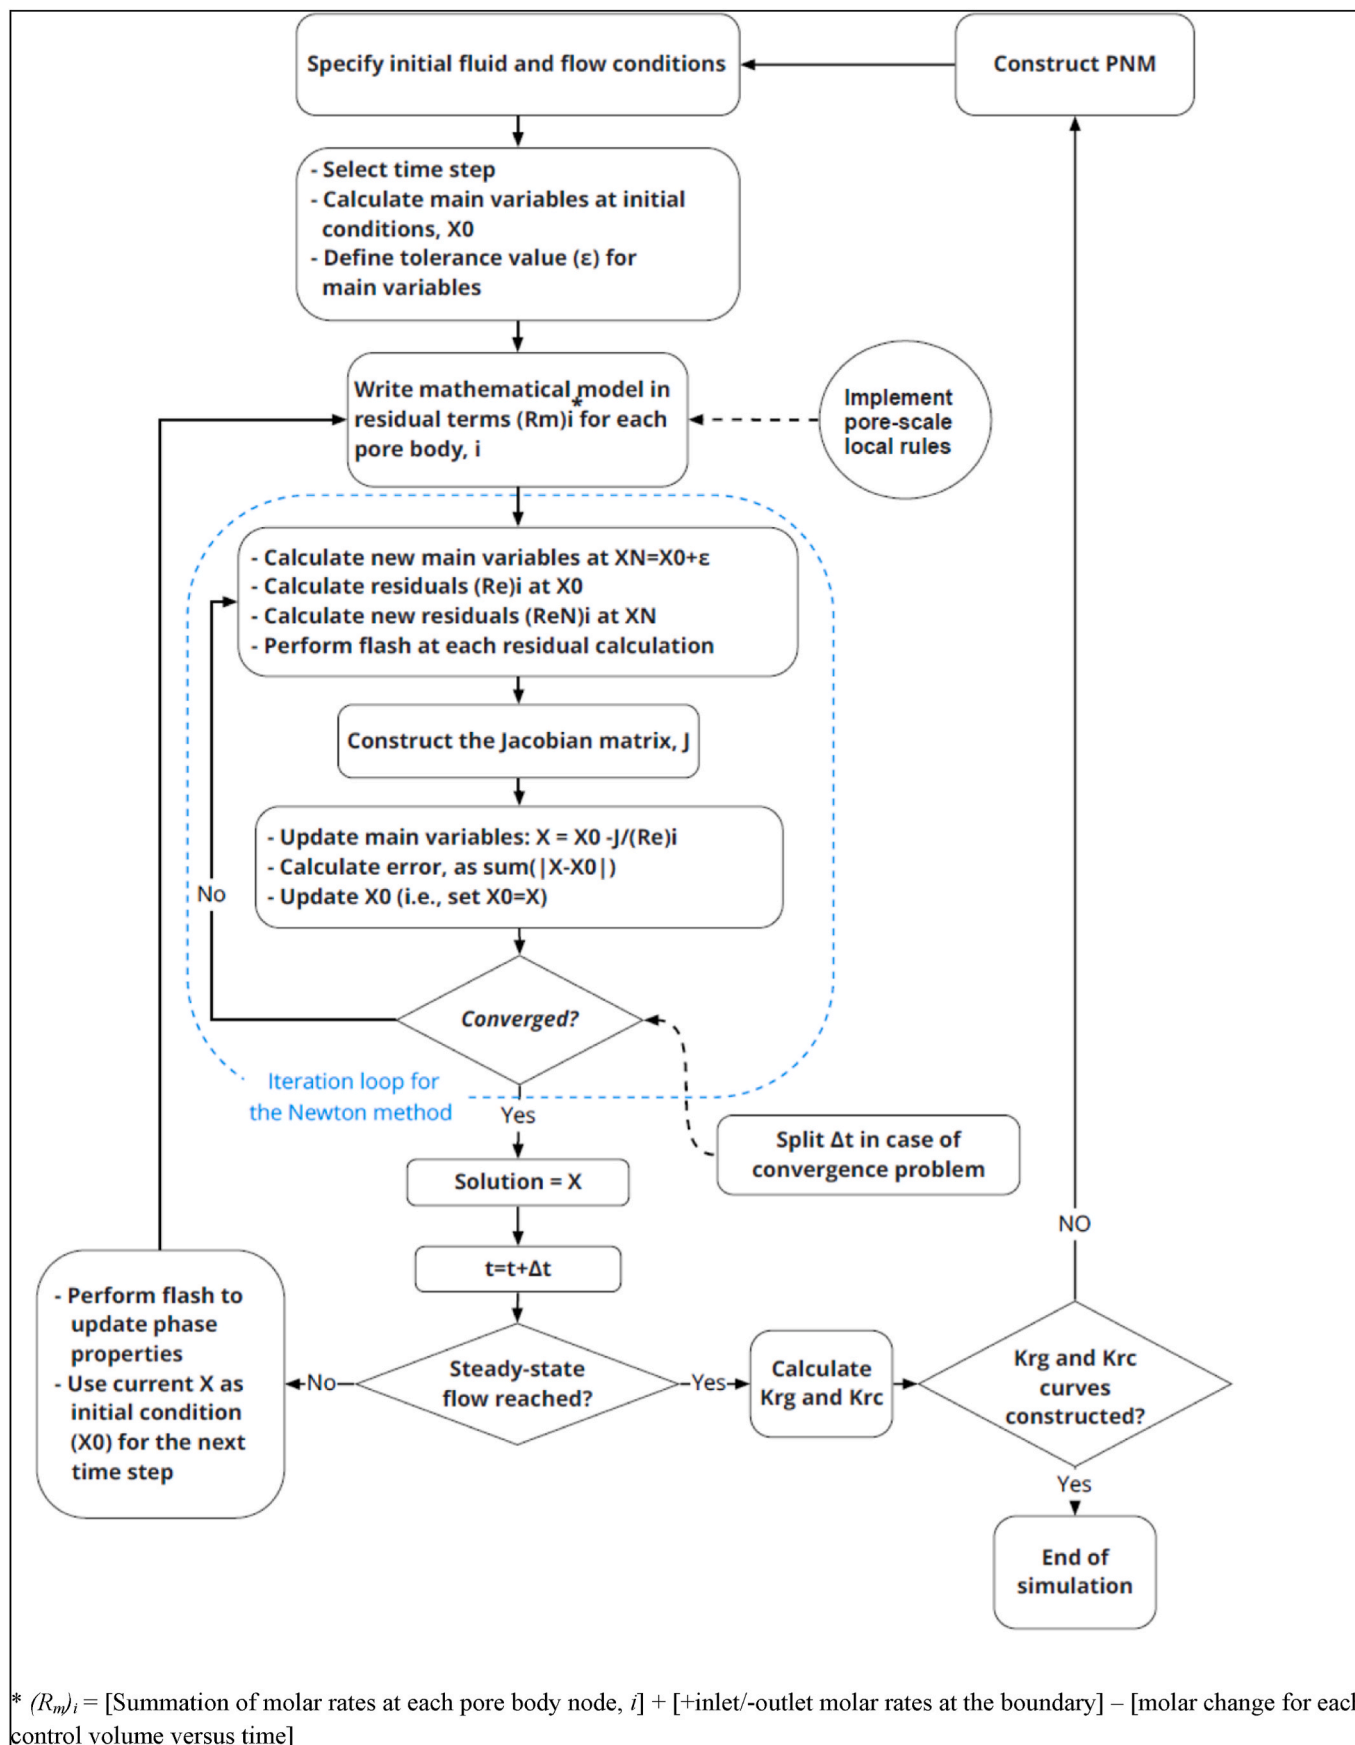 Specify initial fluid and flow conditions
Construct PNM
- Select time step
- Calculate main variables at initial
conditions, X0
- Define tolerance value (ε) for
main variables
Write mathematical model in
residual terms (Rm)i* for each
pore body, i
Implement
pore-scale
local rules
- Calculate new main variables at XN=X0+ε
- Calculate residuals (Re)i at X0
- Calculate new residuals (ReN)i at XN
- Perform flash at each residual calculation
Construct the Jacobian matrix, J
- Update main variables: X = X0 -J/(Re)i
- Calculate error, as sum(|X-X0|)
- Update X0 (i.e., set X0=X)
No
Converged?
Iteration loop for
the Newton method
Yes
Split Δt in case of
convergence problem
Solution = X
NO
t=t+Δt
- Perform flash to
update phase
properties
- Use current X as
initial condition
(X0) for the next
time step
No
Steady-state
flow reached?
Yes
Calculate
Krg and Krc
Krg and Krc
curves
constructed?
Yes
End of
simulation
* (Rm)i = [Summation of molar rates at each pore body node, i] + [+inlet/-outlet molar rates at the boundary] – [molar change for each
control volume versus time]